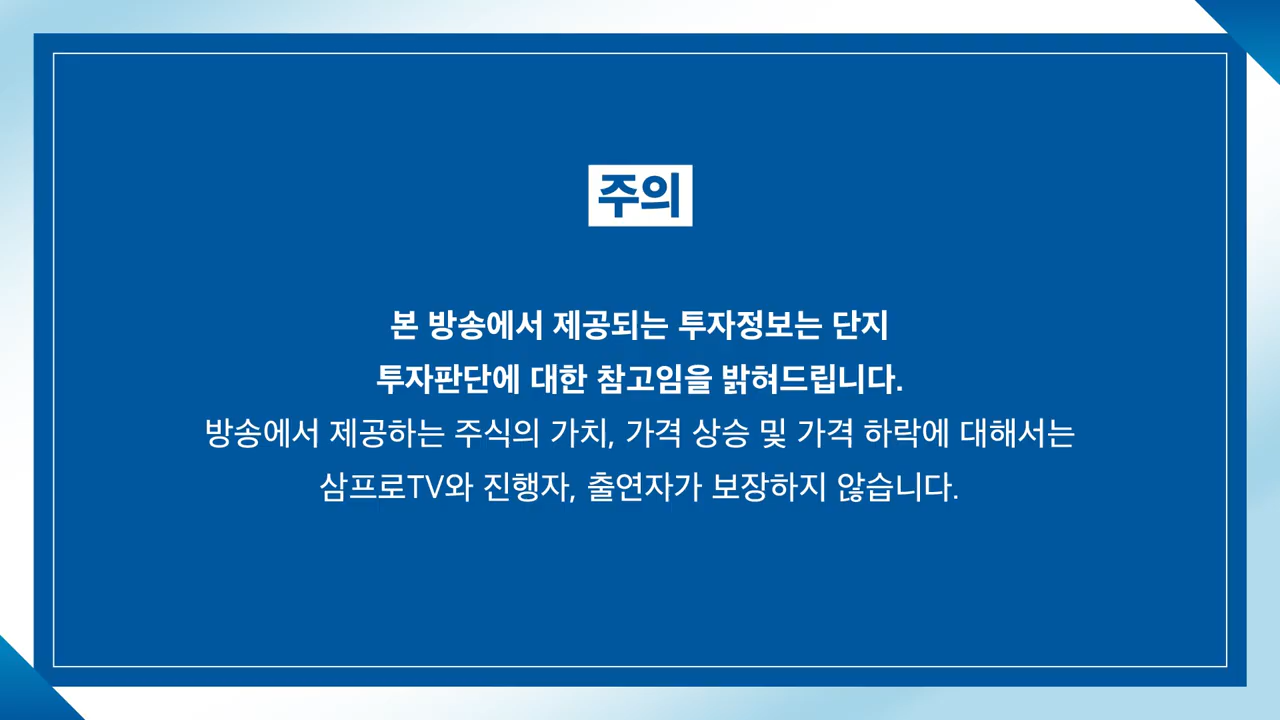 주의
본 방송에서 제공되는 투자정보는 단지
투자판단에 대한 참고임을 밝혀드립니다.
방송에서 제공하는 주식의 가치, 가격 상승 및 가격 하락에 대해서는
삼프로TV와 진행자, 출연자가 보장하지 않습니다.